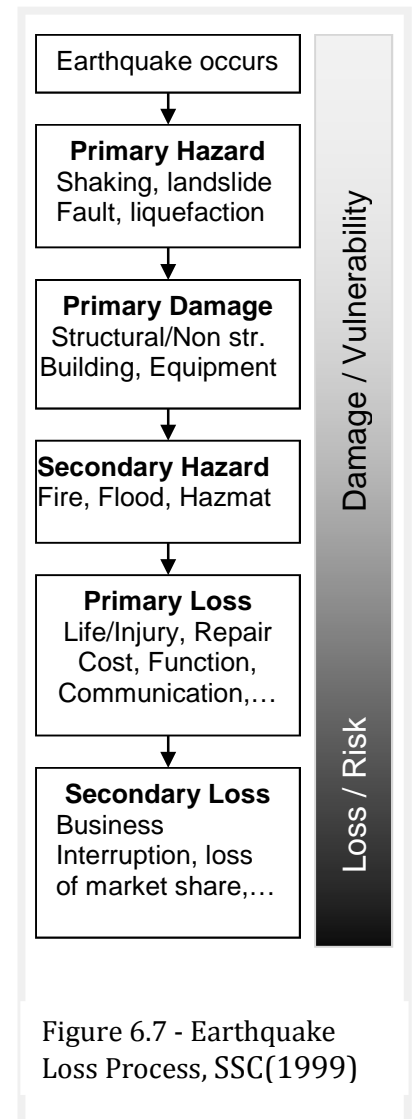 Earthquake occurs
Primary Hazard
Shaking, landslide
Fault, liquefaction
Primary Damage
Structural/Non str.
Building, Equipment
Secondary Hazard
Fire, Flood, Hazmat
Primary Loss
Life/Injury, Repair
Cost, Function,
Communication,…
Secondary Loss
Business
Interruption, loss
of market share,…
Damage / Vulnerability
Loss / Risk
Figure 6.7 - Earthquake
Loss Process, SSC(1999)